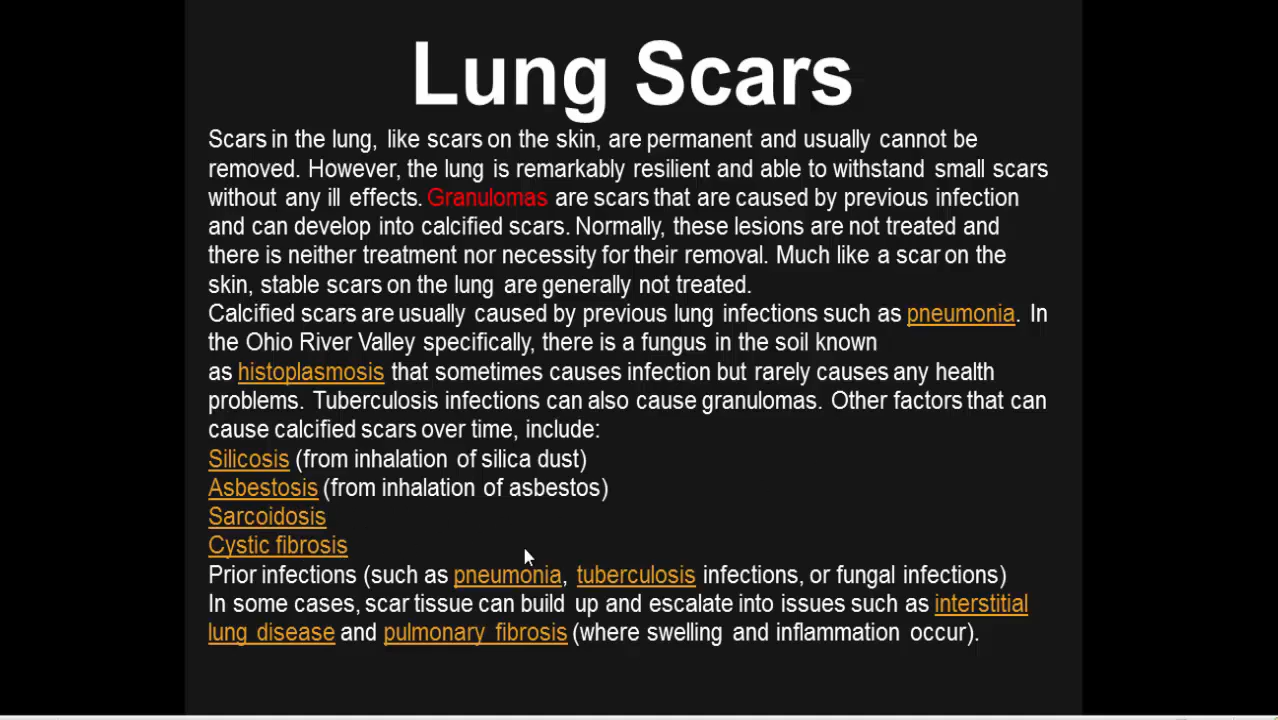 Lung Scars
Scars in the lung, like scars on the skin, are permanent and usually cannot be
removed. However, the lung is remarkably resilient and able to withstand small scars
without any ill effects. Granulomas are scars that are caused by previous infection
and can develop into calcified scars. Normally, these lesions are not treated and
there is neither treatment nor necessity for their removal. Much like a scar on the
skin, stable scars on the lung are generally not treated.
Calcified scars are usually caused by previous lung infections such as pneumonia. In
the Ohio River Valley specifically, there is a fungus in the soil known
as histoplasmosis that sometimes causes infection but rarely causes any health
problems. Tuberculosis infections can also cause granulomas. Other factors that can
cause calcified scars over time, include:
Silicosis (from inhalation of silica dust)
Asbestosis (from inhalation of asbestos)
Sarcoidosis
Cystic fibrosis
Prior infections (such as pneumonia, tuberculosis infections, or fungal infections)
In some cases, scar tissue can build up and escalate into issues such as interstitial
lung disease and pulmonary fibrosis (where swelling and inflammation occur).